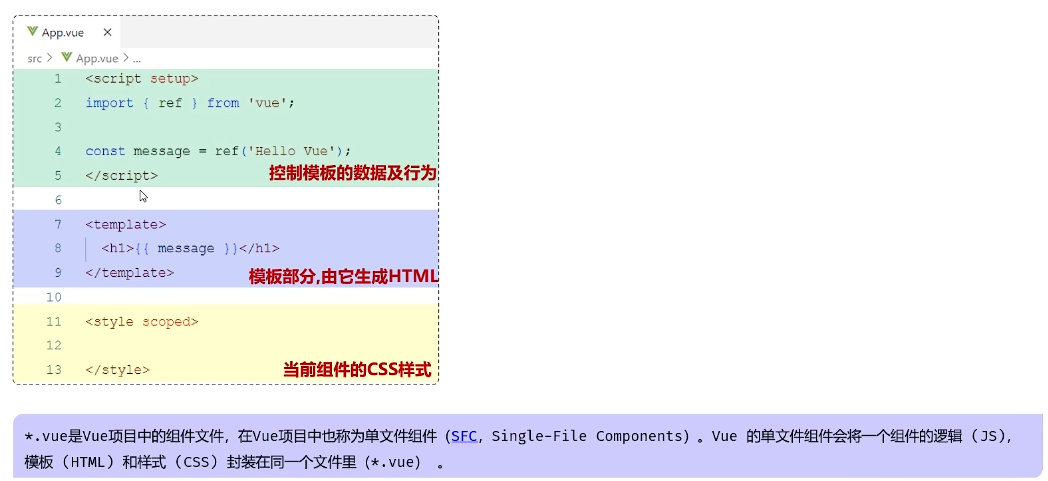 App.vue ×
src > App.vue > ...
1 <script setup>
2 import { ref } from 'vue';
3
4 const message = ref('Hello Vue');
控制模板的数据及行为
5 </script>
6
7 <template>
8 <h1>{{ message }}</h1>
9 </template>
模板部分,由它生成HTML
10
11 <style scoped>
12
13 </style>
当前组件的CSS样式
*.vue是Vue项目中的组件文件，在Vue项目中也称为单文件组件（SFC，Single-File Components）。Vue 的单文件组件会将一个组件的逻辑 (JS)，
模板 (HTML) 和样式 (CSS) 封装在同一个文件里（*.vue） 。